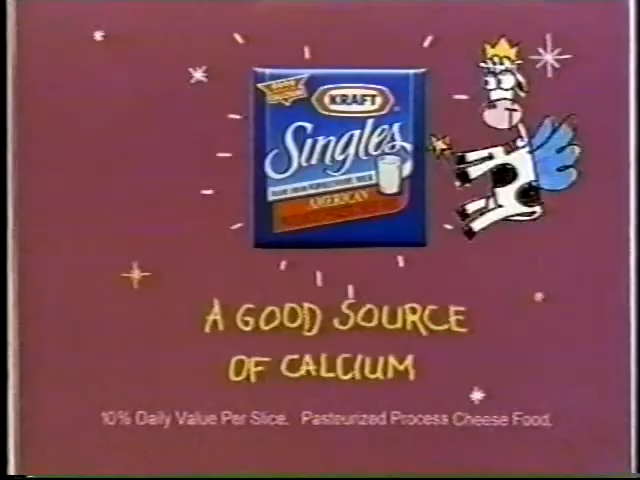 KRAFT
Singles
AMERICAN
A GOOD SOURCE
OF CALCIUM
10% Daily Value Per Slice. Pasteurized Process Cheese Food.